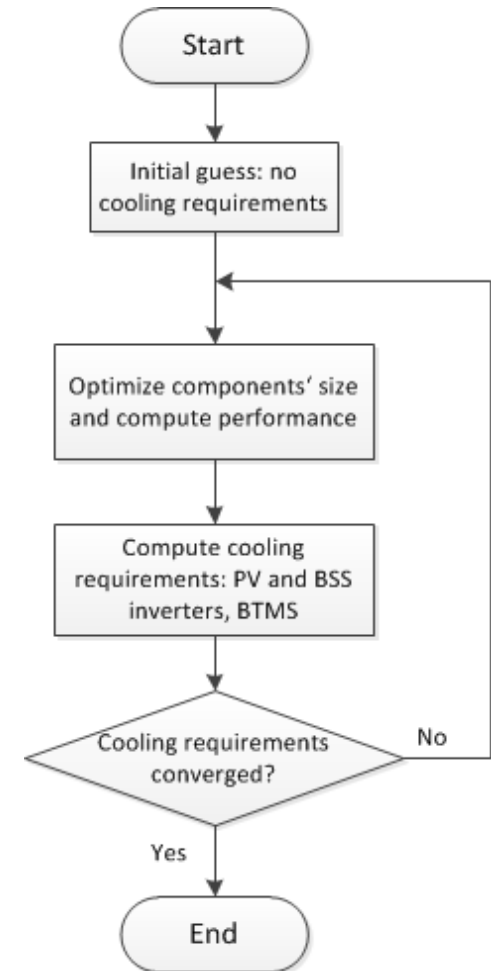 Start
Initial guess: no
cooling requirements
Optimize components‘ size
and compute performance
Compute cooling
requirements: PV and BSS
inverters, BTMS
Cooling requirements
converged?
No
Yes
End